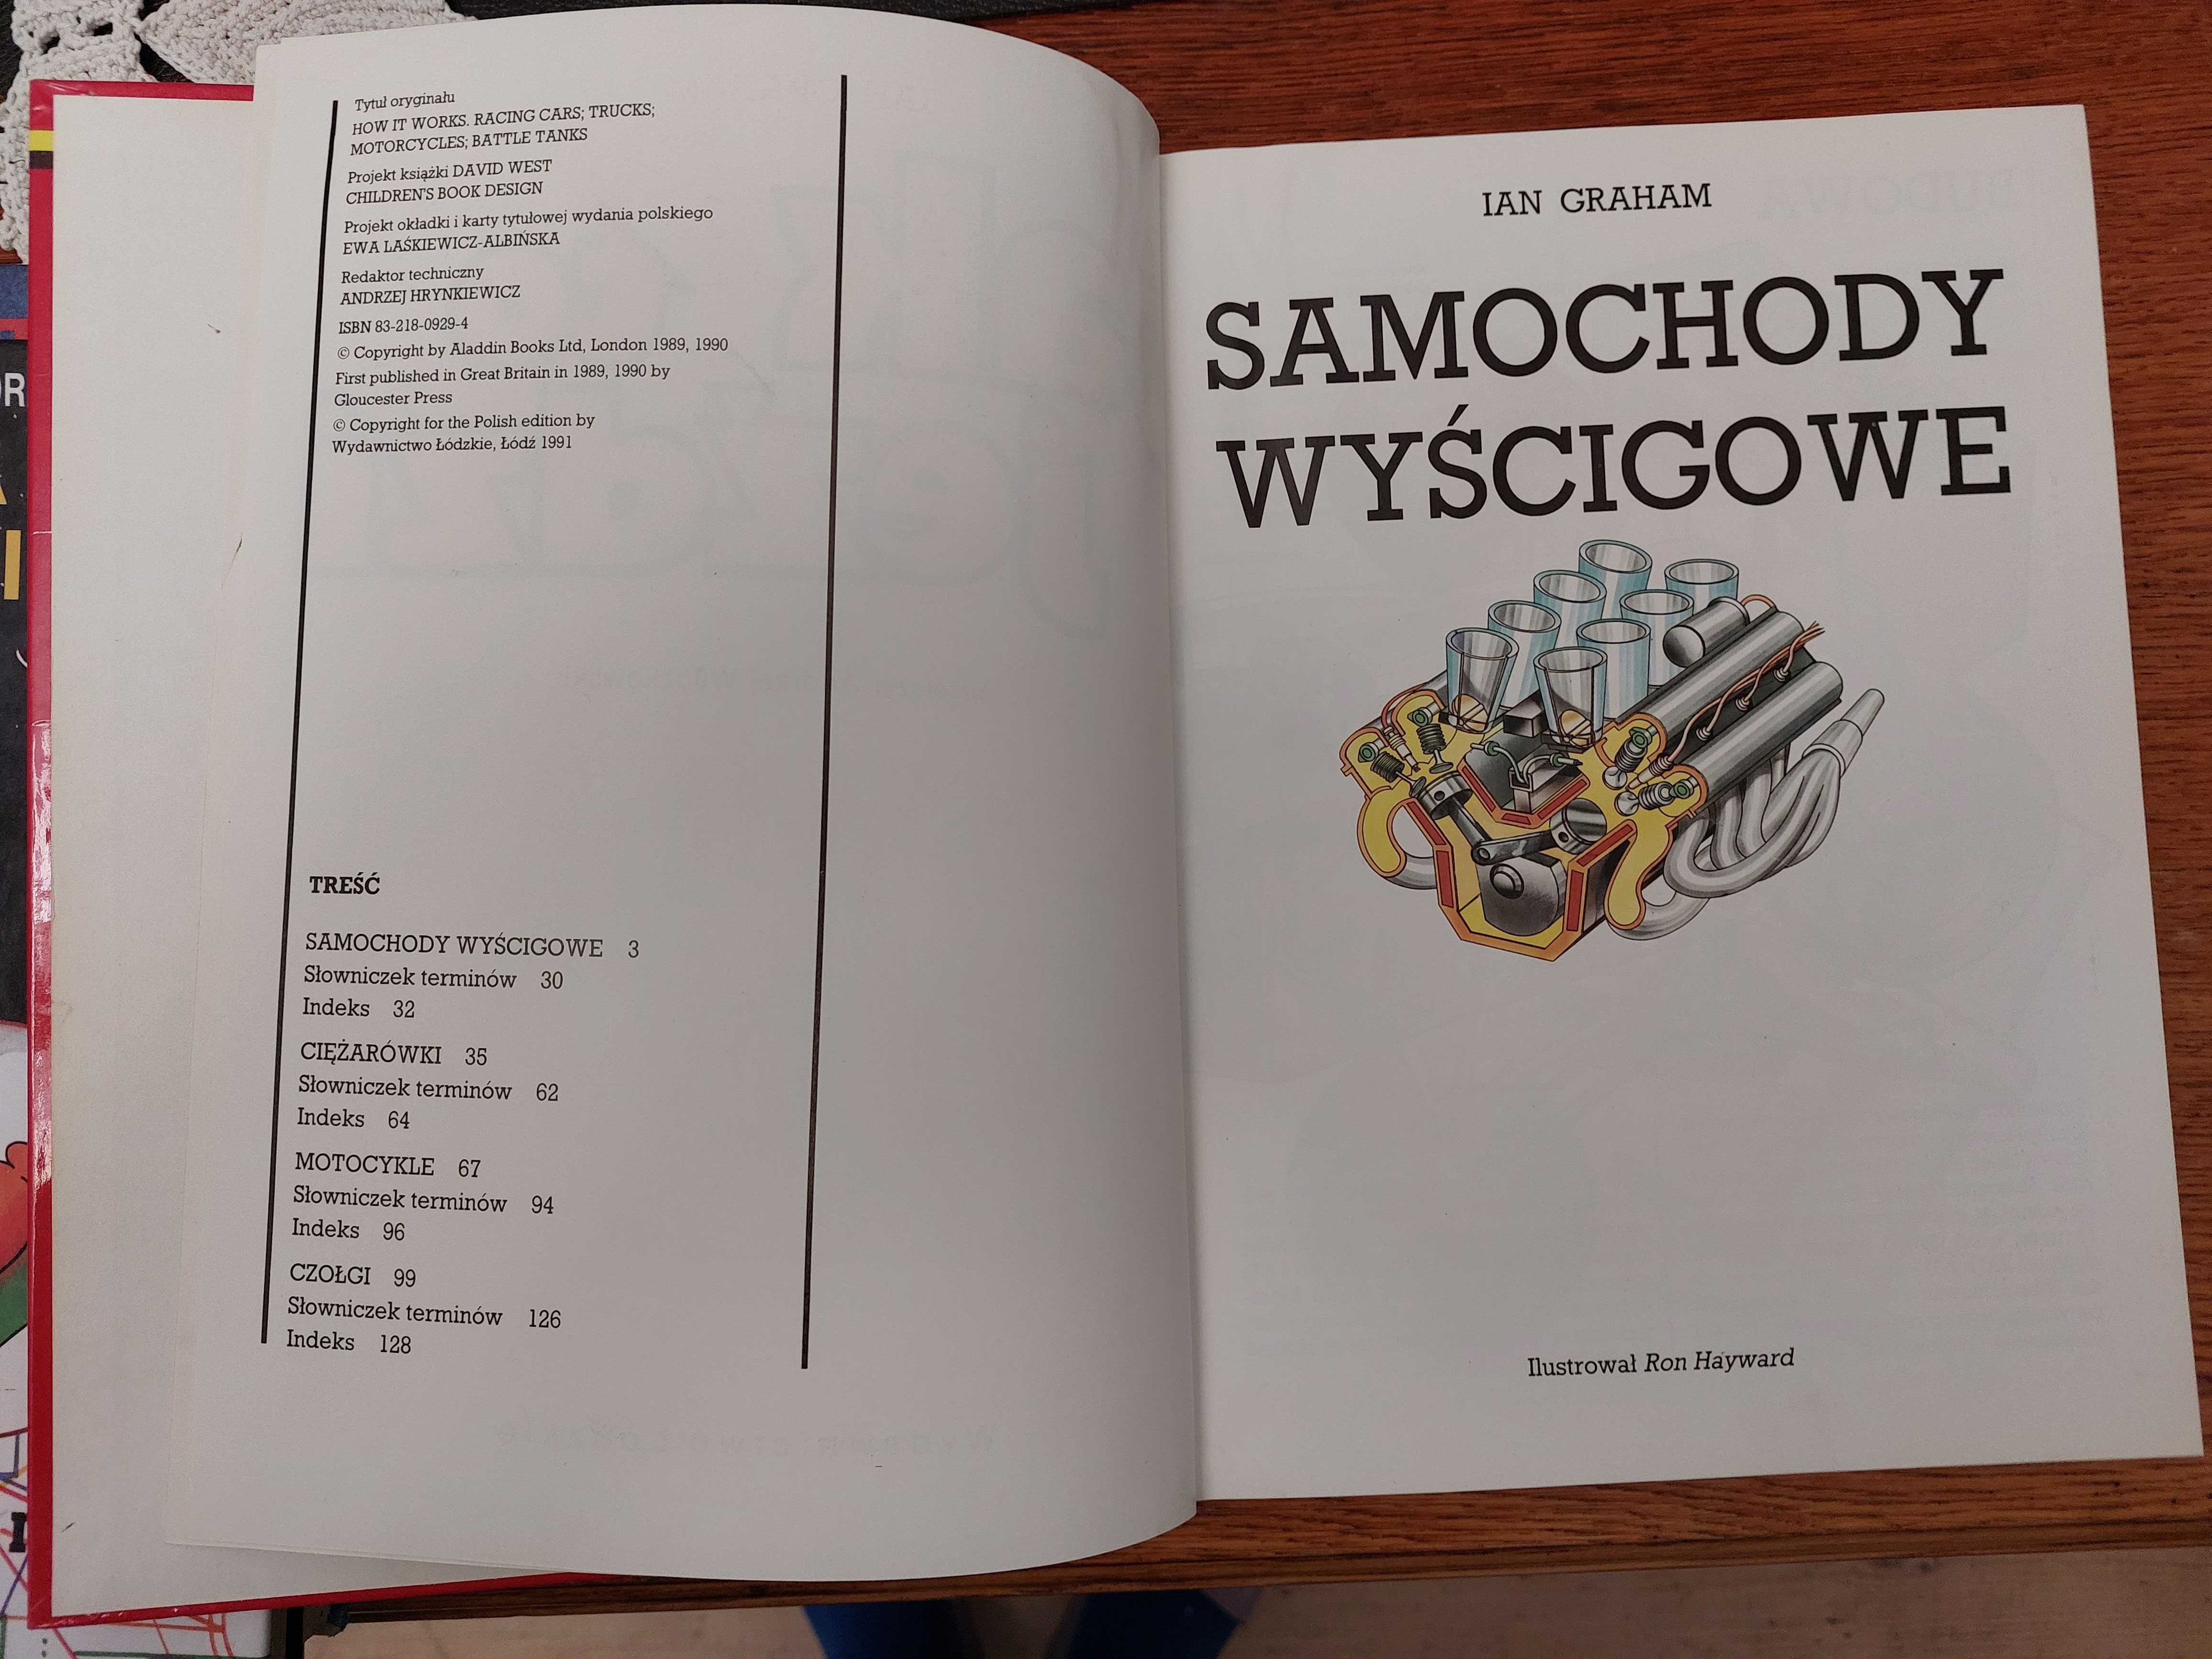 Tytuł oryginału
HOW IT WORKS. RACING CARS; TRUCKS;
MOTORCYCLES; BATTLE TANKS
Projekt książki DAVID WEST
CHILDREN'S BOOK DESIGN
Projekt okładki i karty tytułowej wydania polskiego
EWA LAŚKIEWICZ-ALBIŃSKA
Redaktor techniczny
ANDRZEJ HRYNKIEWICZ
ISBN 83-218-0929-4
© Copyright by Aladdin Books Ltd, London 1989, 1990
First published in Great Britain in 1989, 1990 by
Gloucester Press
© Copyright for the Polish edition by
Wydawnictwo Łódzkie, Łódź 1991
TREŚĆ
SAMOCHODY WYŚCIGOWE 3
Słowniczek terminów 30
Indeks 32
CIĘŻARÓWKI 35
Słowniczek terminów 62
Indeks 64
MOTOCYKLE 67
Słowniczek terminów 94
Indeks 96
CZOŁGI 99
Słowniczek terminów 126
Indeks 128
IAN GRAHAM
SAMOCHODY
WYŚCIGOWE
Ilustrował Ron Hayward